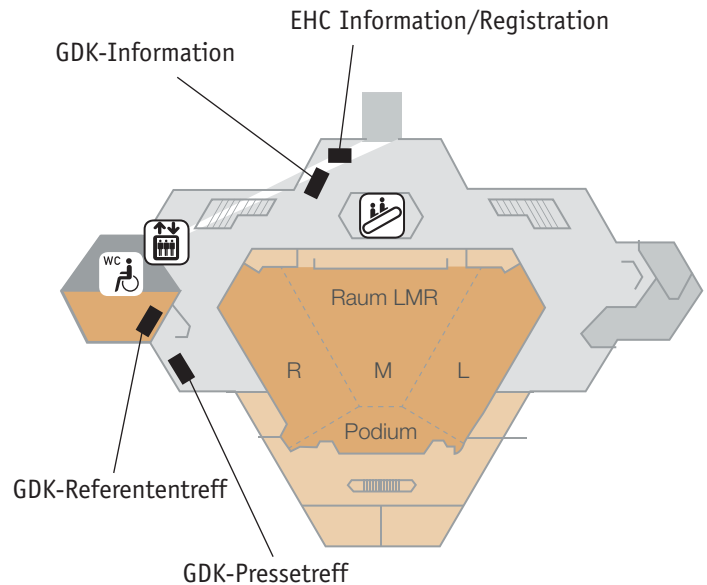 EHC Information/Registration
GDK-Information
WC
Raum LMR
R M L
Podium
GDK-Referententreff
GDK-Pressetreff